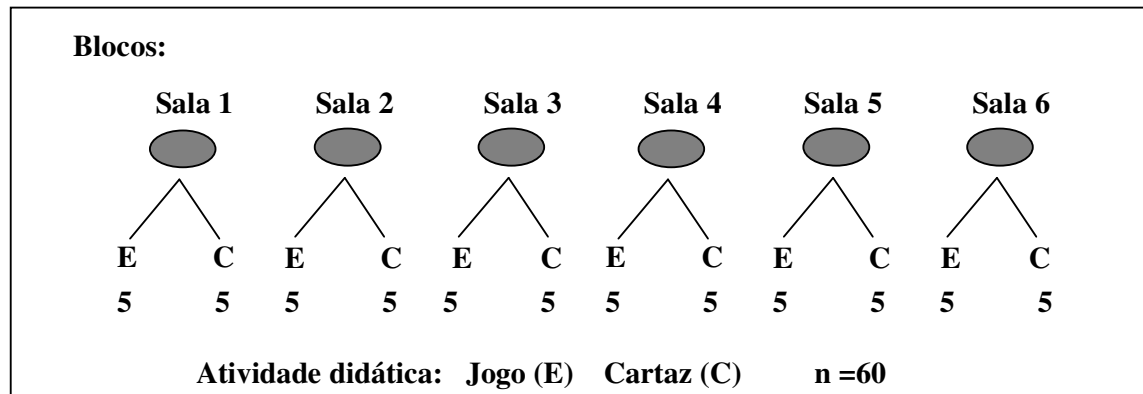 Blocos:
Sala 1 Sala 2 Sala 3 Sala 4 Sala 5 Sala 6
E C E C E C E C E C E C
5 5 5 5 5 5 5 5 5 5 5 5
Atividade didática: Jogo (E) Cartaz (C) n =60